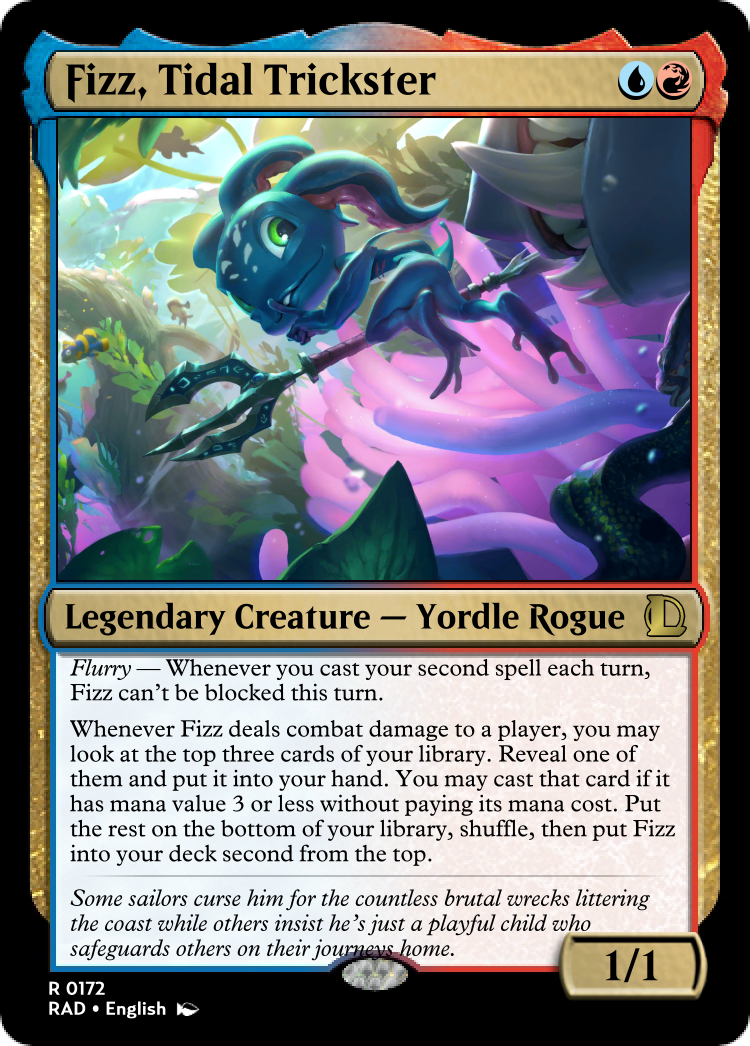 Fizz, Tidal Trickster
Legendary Creature — Yordle Rogue
Flurry — Whenever you cast your second spell each turn,
Fizz can't be blocked this turn.
Whenever Fizz deals combat damage to a player, you may
look at the top three cards of your library. Reveal one of
them and put it into your hand. You may cast that card if it
has mana value 3 or less without paying its mana cost. Put
the rest on the bottom of your library, shuffle, then put Fizz
into your deck second from the top.
Some sailors curse him for the countless brutal wrecks littering
the coast while others insist he's just a playful child who
safeguards others on their journeys home.
1/1
R 0172
RAD • English